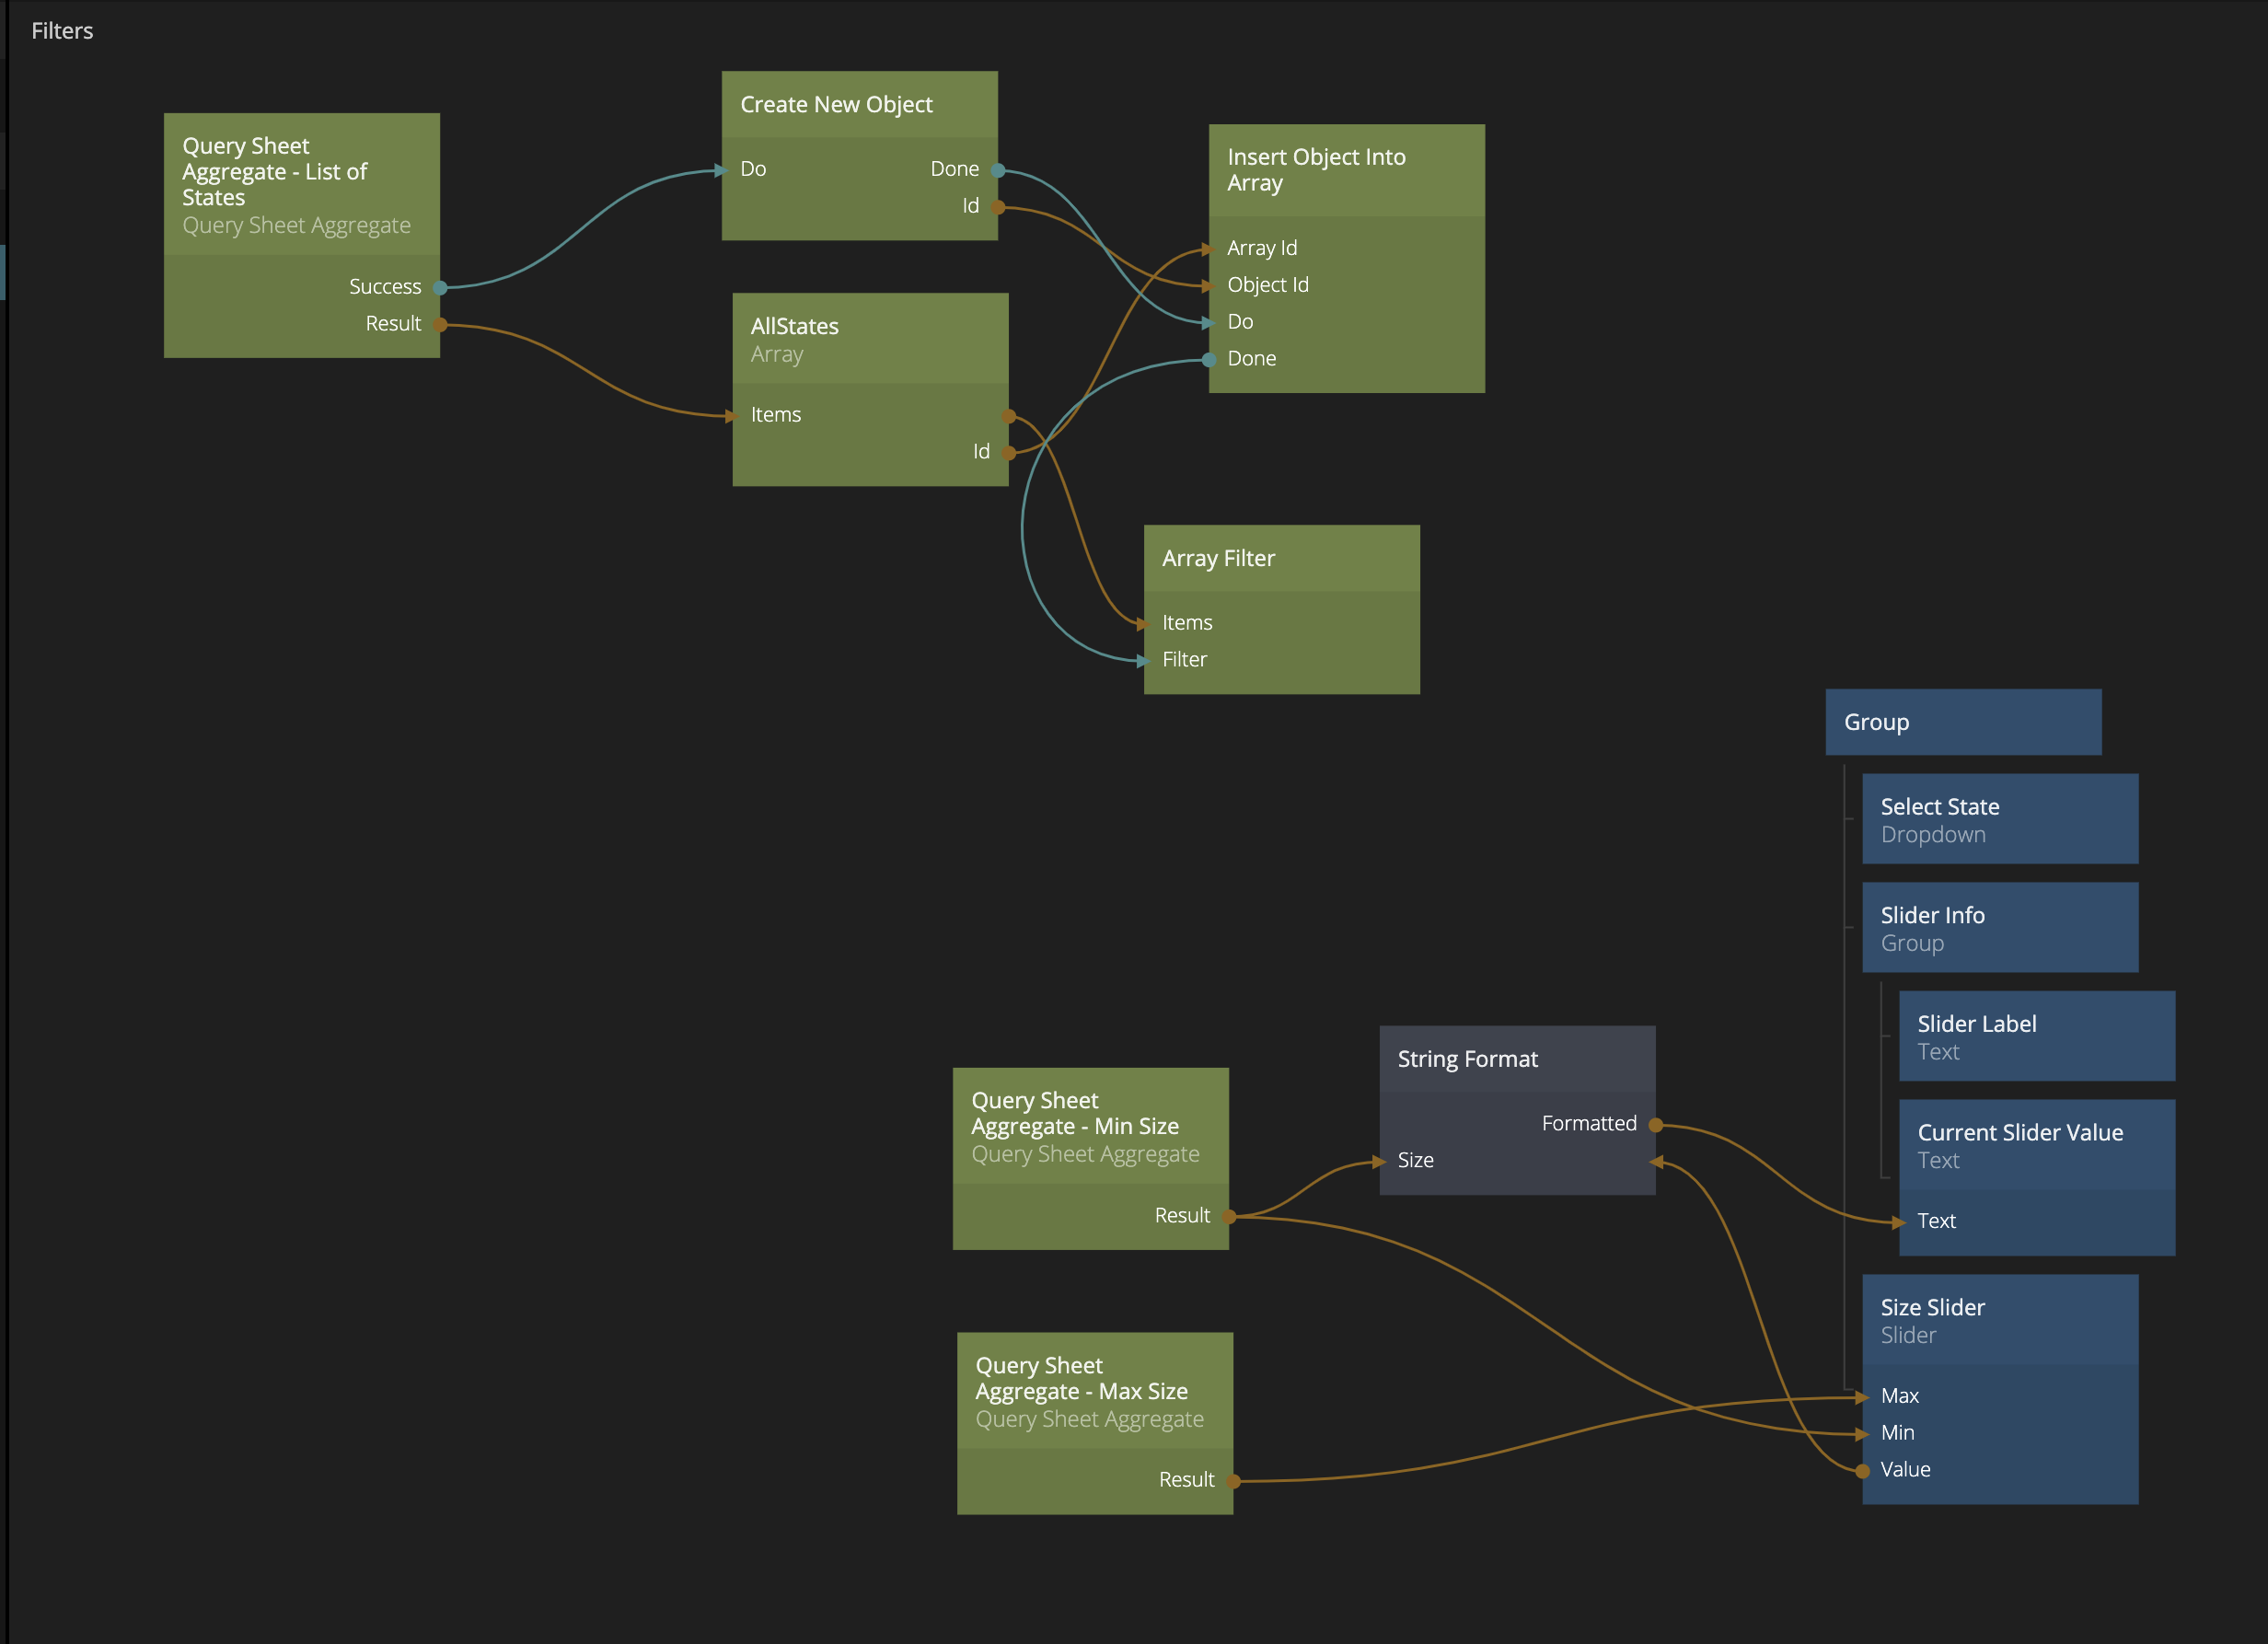 Filters
Query Sheet
Aggregate - List of
States
Query Sheet Aggregate
Success
Result
Create New Object
Do
Done
Id
AllStates
Array
Items
Id
Insert Object Into
Array
Array Id
Object Id
Do
Done
Array Filter
Items
Filter
Group
Select State
Dropdown
Slider Info
Group
Slider Label
Text
Current Slider Value
Text
Text
Size Slider
Slider
Max
Min
Value
String Format
Formatted
Size
Query Sheet
Aggregate - Min Size
Query Sheet Aggregate
Result
Query Sheet
Aggregate - Max Size
Query Sheet Aggregate
Result